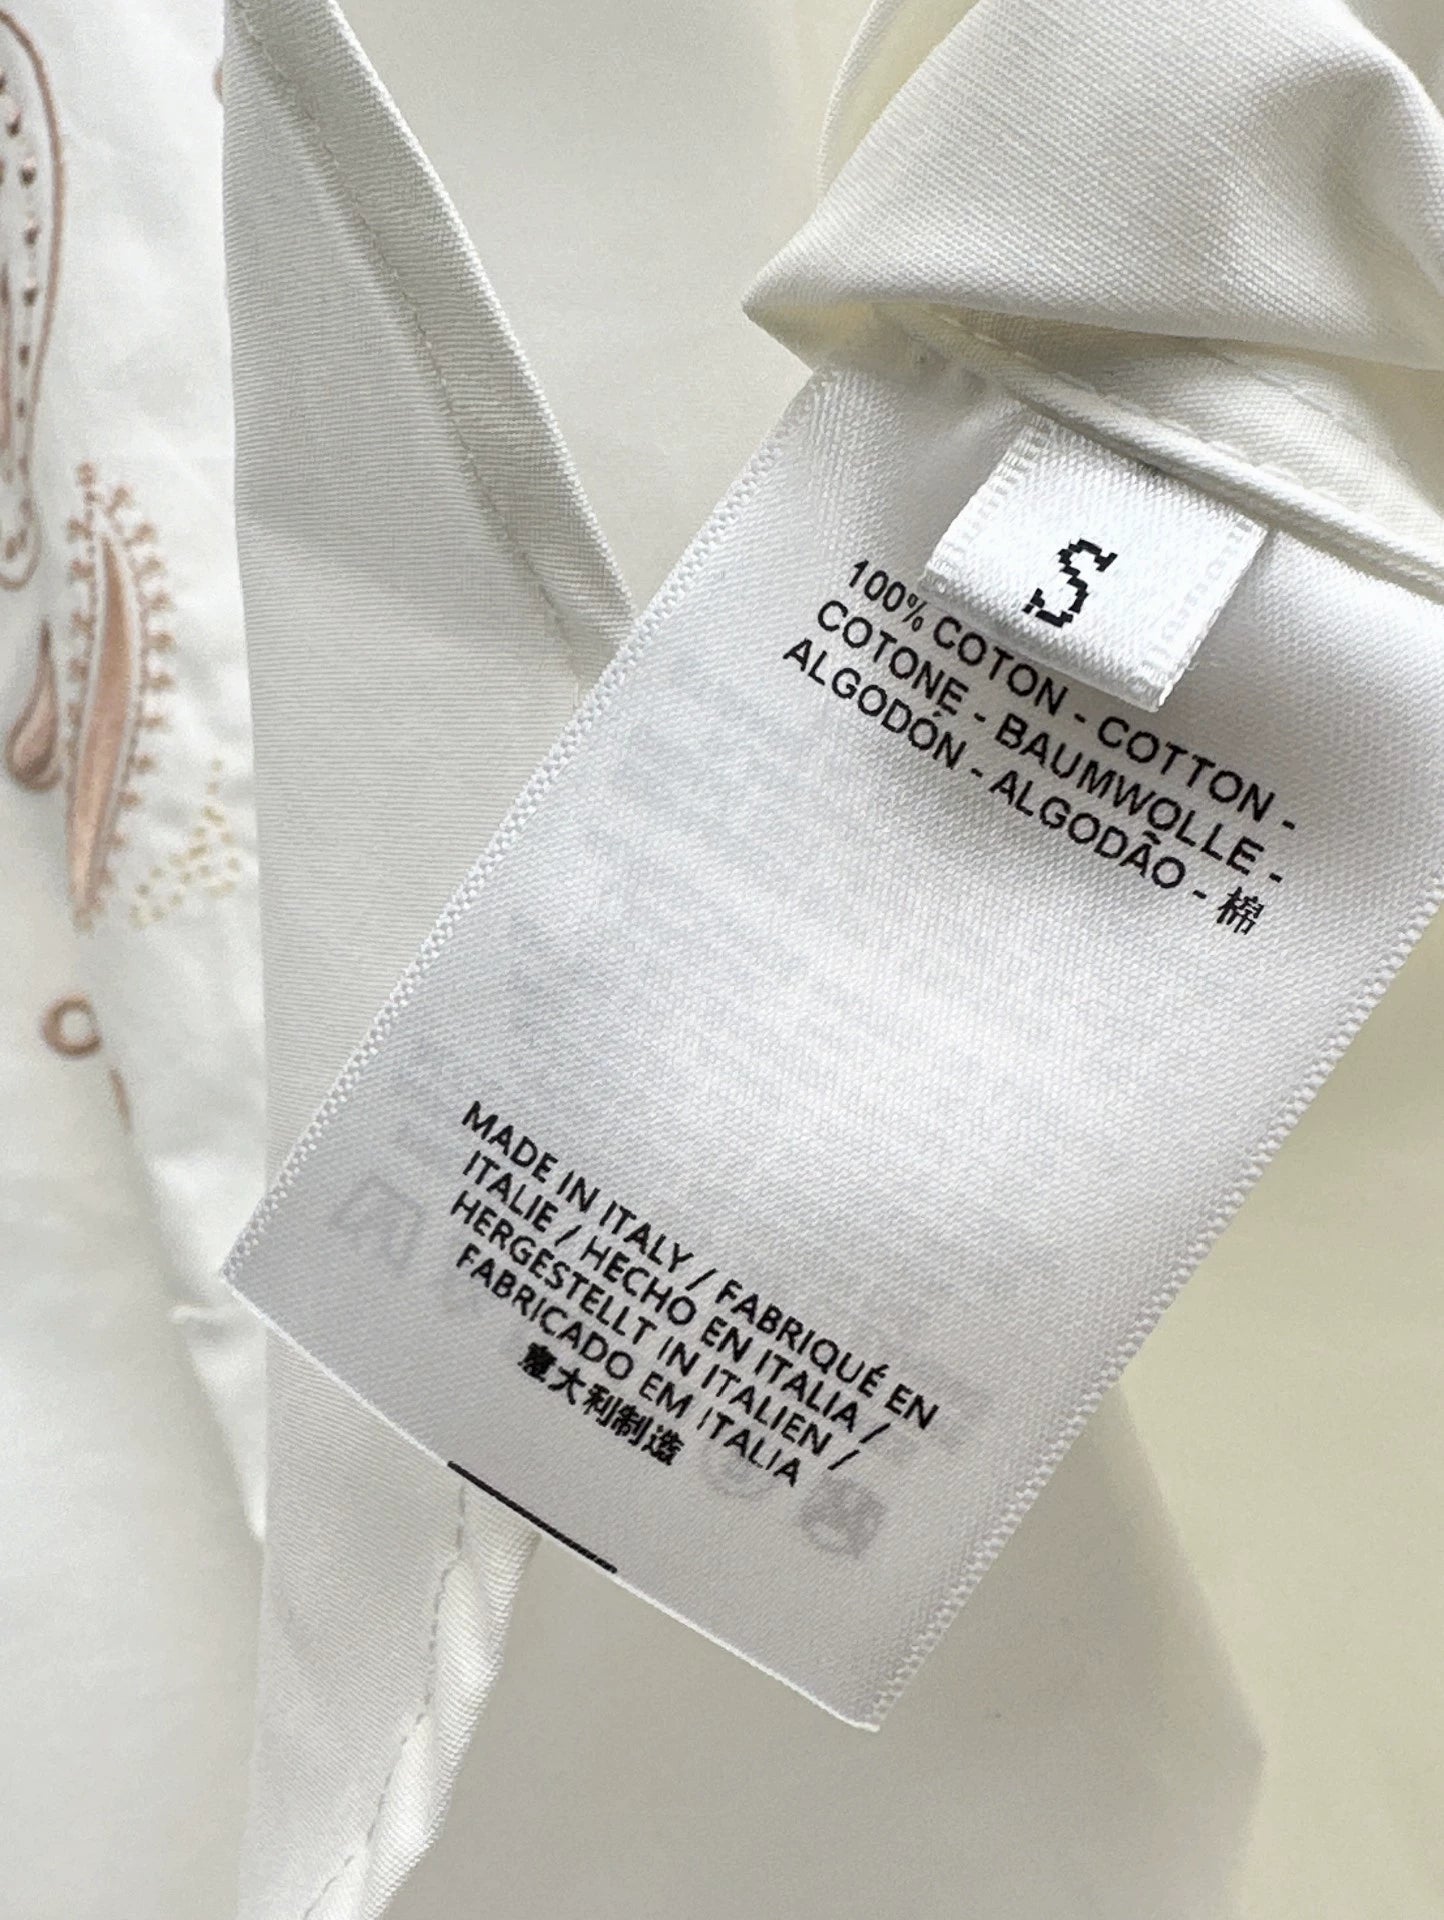 S
100% COTON - COTTON -
COTONE - BAUMWOLLE -
ALGODÓN - ALGODÃO - 棉
MADE IN ITALY / FABRIQUÉ EN
ITALIE / HECHO EN ITALIA /
HERGESTELLT IN ITALIEN /
FABRICADO EM ITALIA
意大利制造